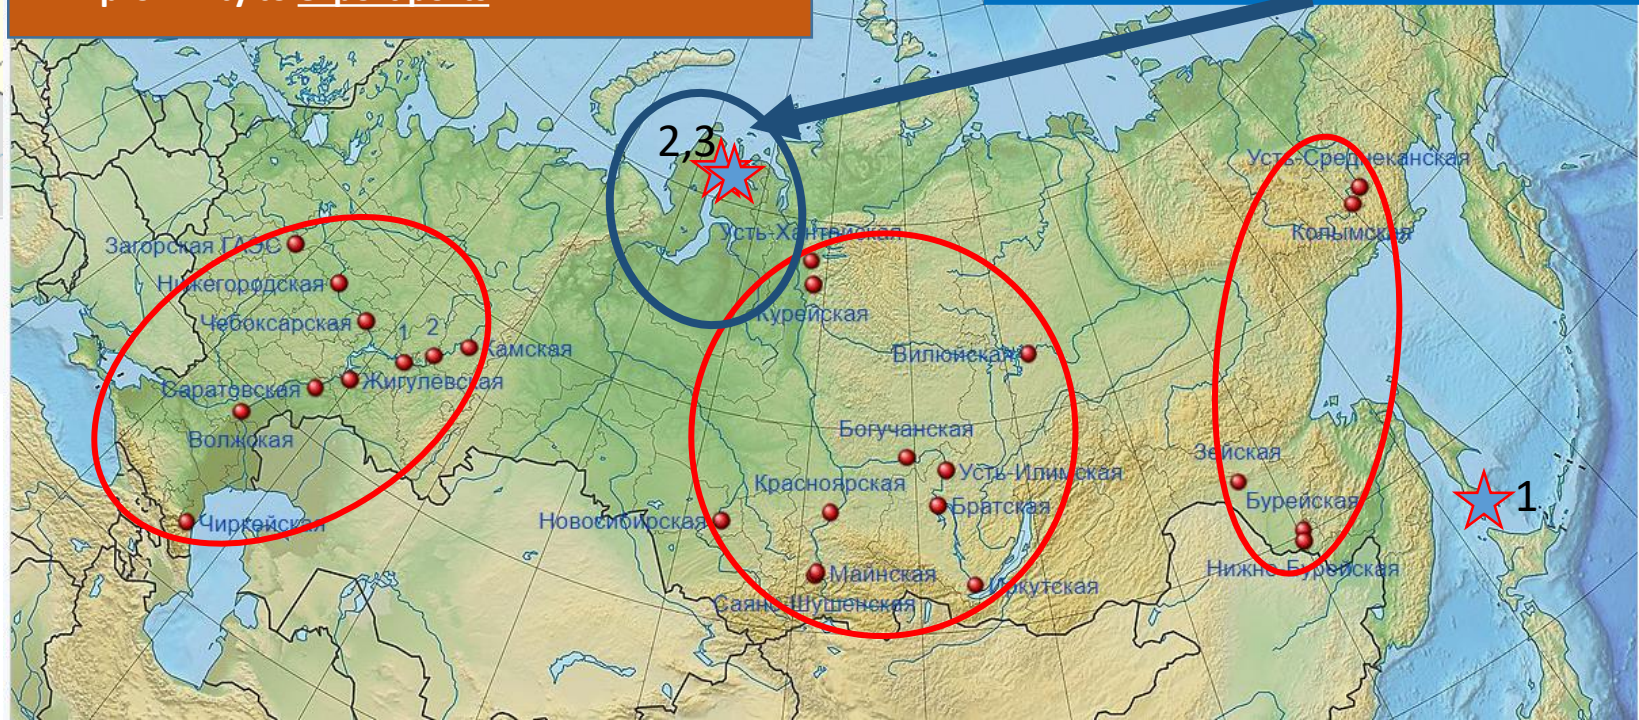 2,3
Усть-Среднеканская
Усть-Хантайская
Колымская
Загорская ГАЭС
Нижегородская
Курейская
Чебоксарская
1
2
Камская
Вилюйская
Жигулевская
Саратовская
Волжская
Богучанская
Зейская
Усть-Илимская
Красноярская
Братская
Бурейская
1
Новосибирская
Чиркейская
Майнская
Нижне-Бурейская
Иркутская
Саяно-Шушенская